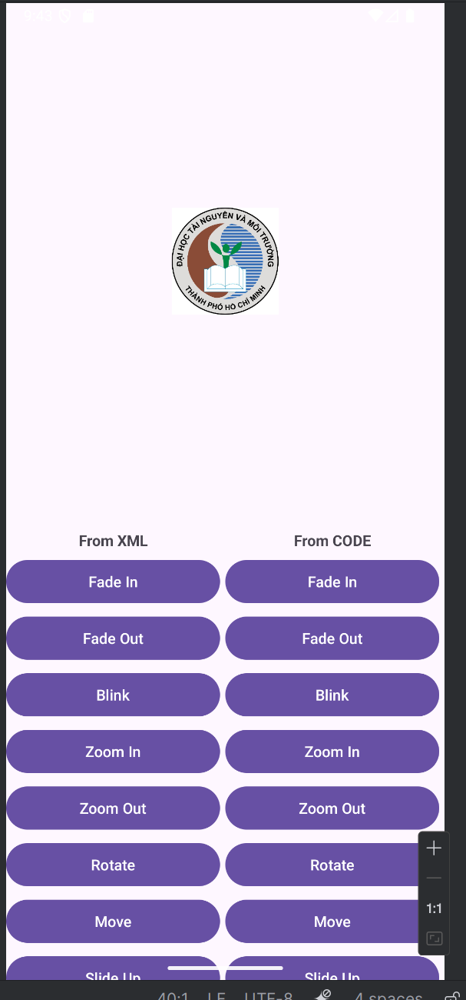 9:43
ĐẠI HỌC TÀI NGUYÊN VÀ MÔI TRƯỜNG
THÀNH PHỐ HỒ CHÍ MINH
From XML From CODE
Fade In Fade In
Fade Out Fade Out
Blink Blink
Zoom In Zoom In
Zoom Out Zoom Out
Rotate Rotate
Move Move
1:1
Slide Up Slide Up
40:1 LF UTF-8 4 spaces